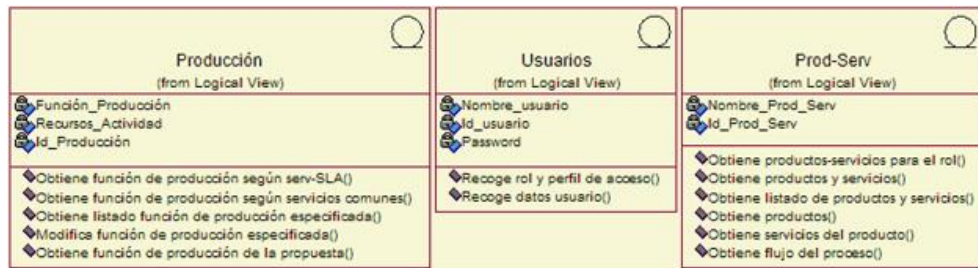 Producción
(from Logical View)
Función_Producción
Recursos_Actividad
Id_Producción
Obtiene función de producción según serv-SLA()
Obtiene función de producción según servicios comunes()
Obtiene listado función de producción especificada()
Modifica función de producción especificada()
Obtiene función de producción de la propuesta()
Usuarios
(from Logical View)
Nombre_usuario
Id_usuario
Password
Recoge rol y perfil de acceso()
Recoge datos usuario()
Prod-Serv
(from Logical View)
Nombre_Prod_Serv
Id_Prod_Serv
Obtiene productos-servicios para el rol()
Obtiene productos y servicios()
Obtiene listado de productos y servicios()
Obtiene productos()
Obtiene servicios del producto()
Obtiene flujo del proceso()